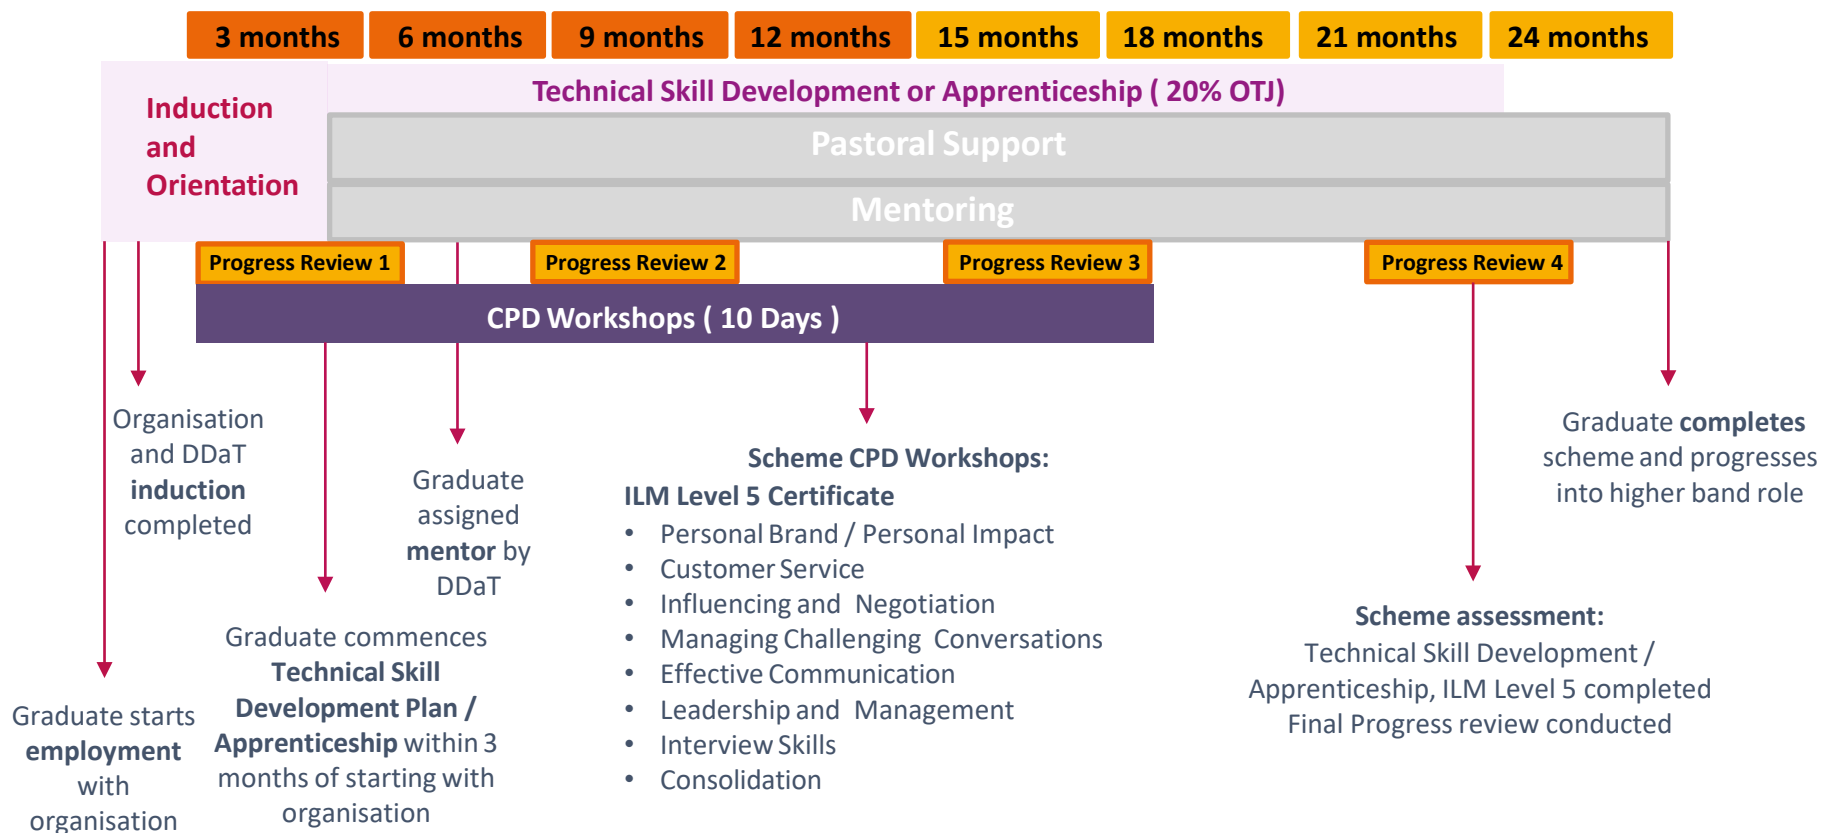 3 months
6 months
9 months
12 months
15 months
18 months
21 months
24 months
Induction
and
Orientation
Technical Skill Development or Apprenticeship ( 20% OTJ)
Pastoral Support
Mentoring
Progress Review 1
Progress Review 2
Progress Review 3
Progress Review 4
CPD Workshops ( 10 Days )
Graduate starts
employment
with
organisation
Organisation
and DDaT
induction
completed
Graduate commences
Technical Skill
Development Plan /
Apprenticeship within 3
months of starting with
organisation
Graduate
assigned
mentor by
DDaT
Scheme CPD Workshops:
ILM Level 5 Certificate
• Personal Brand / Personal Impact
• Customer Service
• Influencing and Negotiation
• Managing Challenging Conversations
• Effective Communication
• Leadership and Management
• Interview Skills
• Consolidation
Scheme assessment:
Technical Skill Development /
Apprenticeship, ILM Level 5 completed
Final Progress review conducted
Graduate completes
scheme and progresses
into higher band role